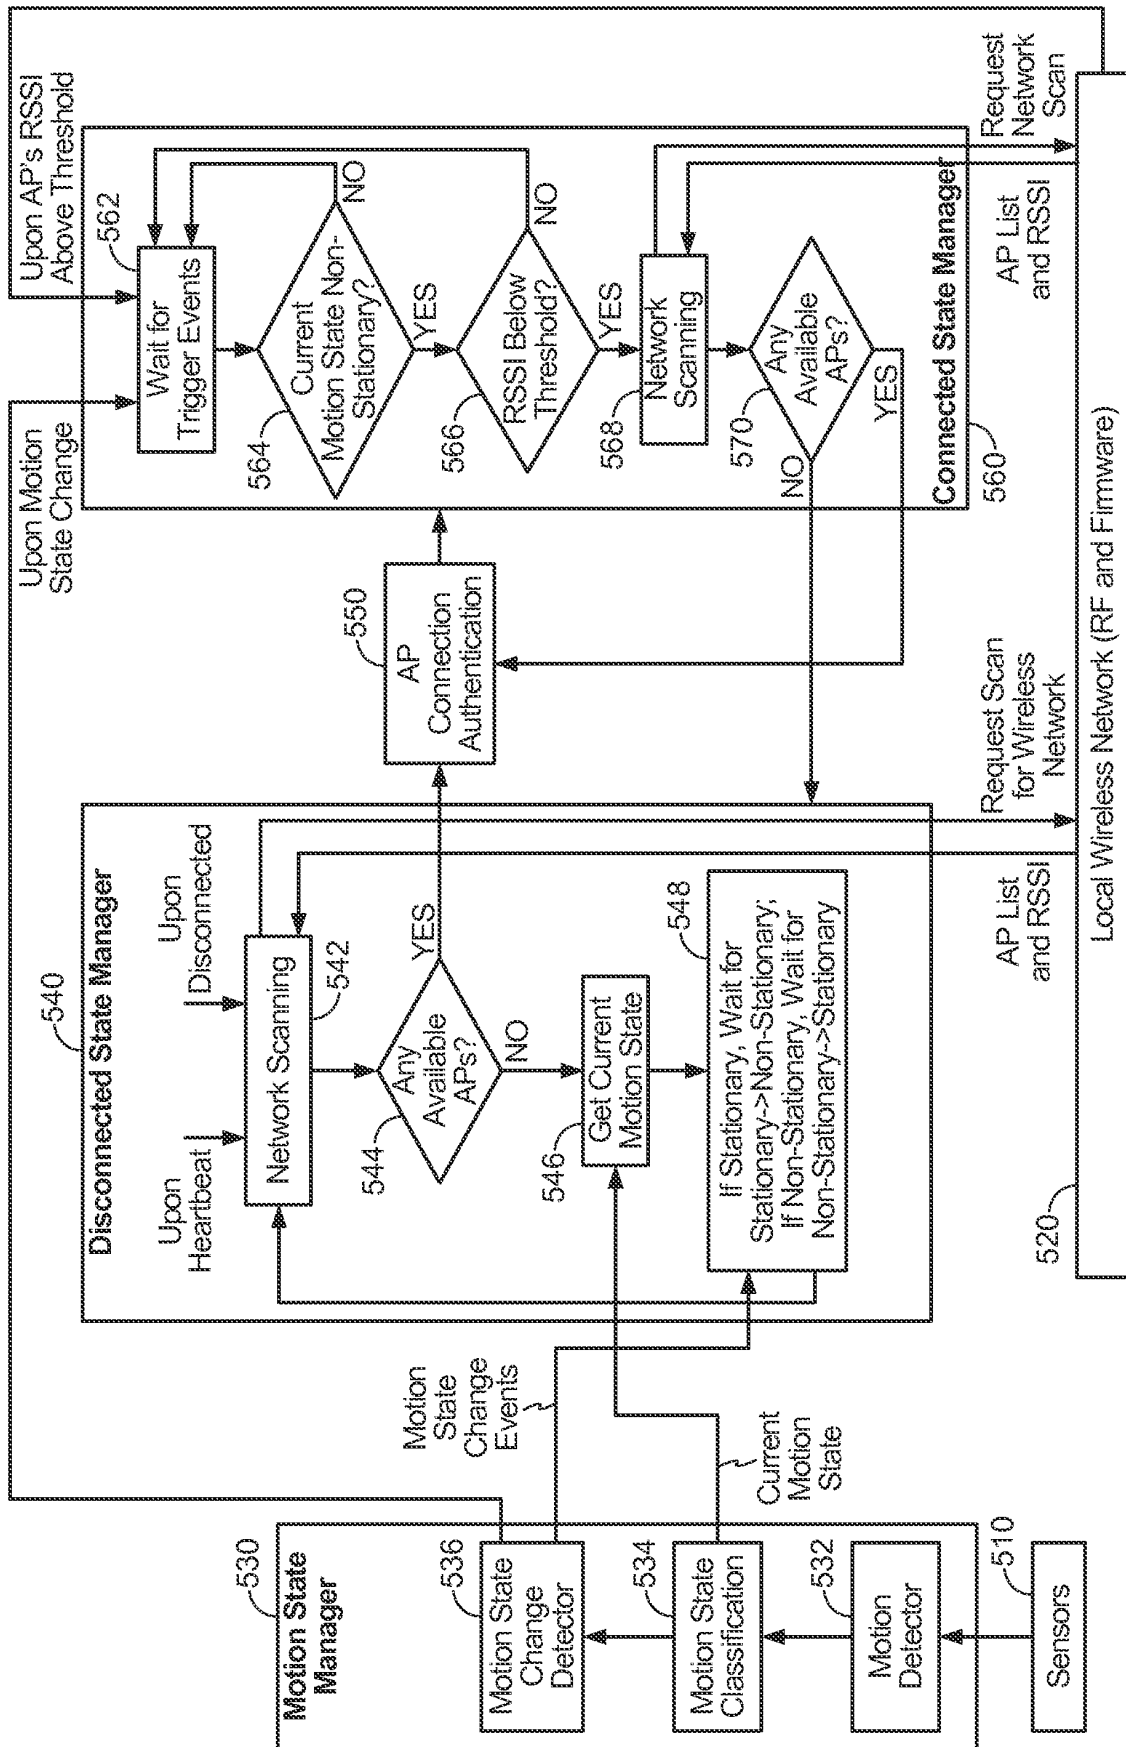 530
Motion State
Manager
536
Motion State
Change
Detector
534
Motion State
Classification
532
Motion
Detector
510
Sensors
Motion
State
Change
Events
Current
Motion
State
540
Disconnected State Manager
Upon
Heartbeat
Upon
Disconnected
Network Scanning
542
544
Any
Available
APs?
YES
NO
546
Get Current
Motion State
548
If Stationary, Wait for
Stationary->Non-Stationary;
If Non-Stationary, Wait for
Non-Stationary->Stationary
550
AP
Connection
Authentication
Upon Motion
State Change
Upon AP's RSSI
Above Threshold
562
Wait for
Trigger Events
564
Current
Motion State Non-
Stationary?
NO
YES
566
RSSI Below
Threshold?
NO
YES
568
Network
Scanning
570
Any
Available
APs?
NO
YES
Connected State Manager
560
AP List
and RSSI
Request Scan
for Wireless
Network
AP List
and RSSI
Request
Network
Scan
520
Local Wireless Network (RF and Firmware)